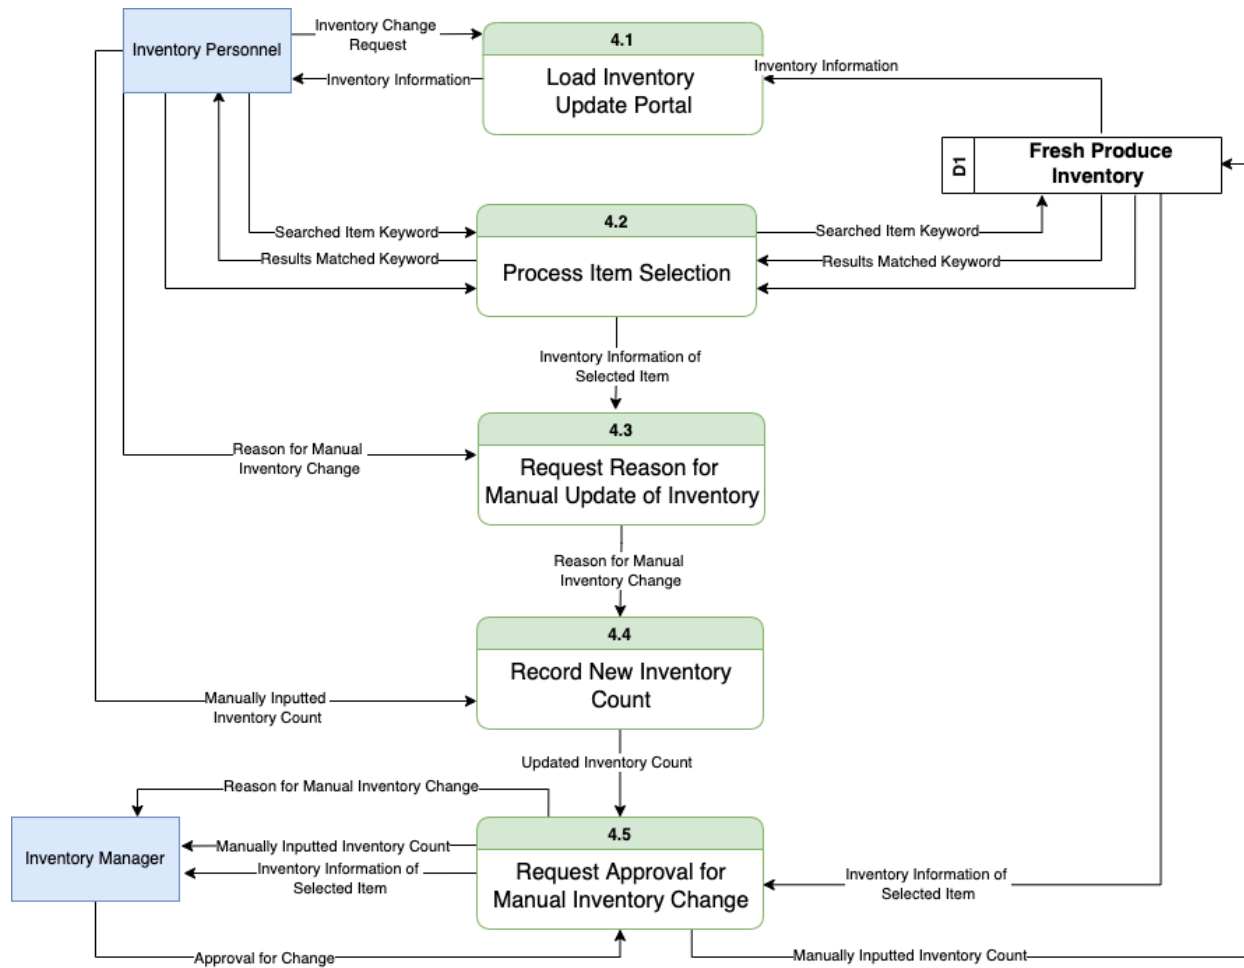 Inventory Personnel
Inventory Change
Request
Inventory Information
4.1
Load Inventory
Update Portal
Inventory Information
D1
Fresh Produce
Inventory
Searched Item Keyword
Results Matched Keyword
4.2
Process Item Selection
Searched Item Keyword
Results Matched Keyword
Inventory Information of
Selected Item
4.3
Request Reason for
Manual Update of Inventory
Reason for Manual
Inventory Change
Reason for Manual
Inventory Change
4.4
Record New Inventory
Count
Manually Inputted
Inventory Count
Updated Inventory Count
Reason for Manual Inventory Change
Inventory Manager
Manually Inputted Inventory Count
Inventory Information of
Selected Item
4.5
Request Approval for
Manual Inventory Change
Inventory Information of
Selected Item
Approval for Change
Manually Inputted Inventory Count